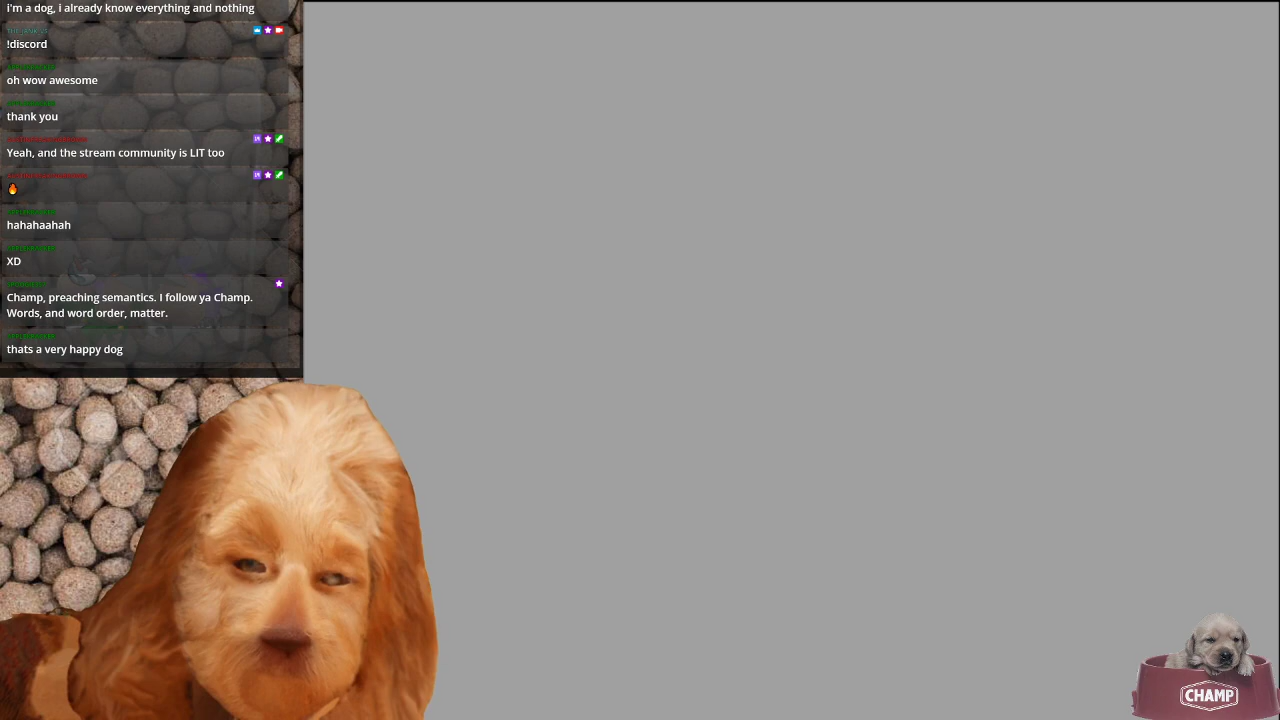 i'm a dog, i already know everything and nothing
!discord
oh wow awesome
thank you
Yeah, and the stream community is LIT too
🔥
hahahaahah
XD
Champ, preaching semantics. I follow ya Champ.
Words, and word order, matter.
thats a very happy dog
CHAMP